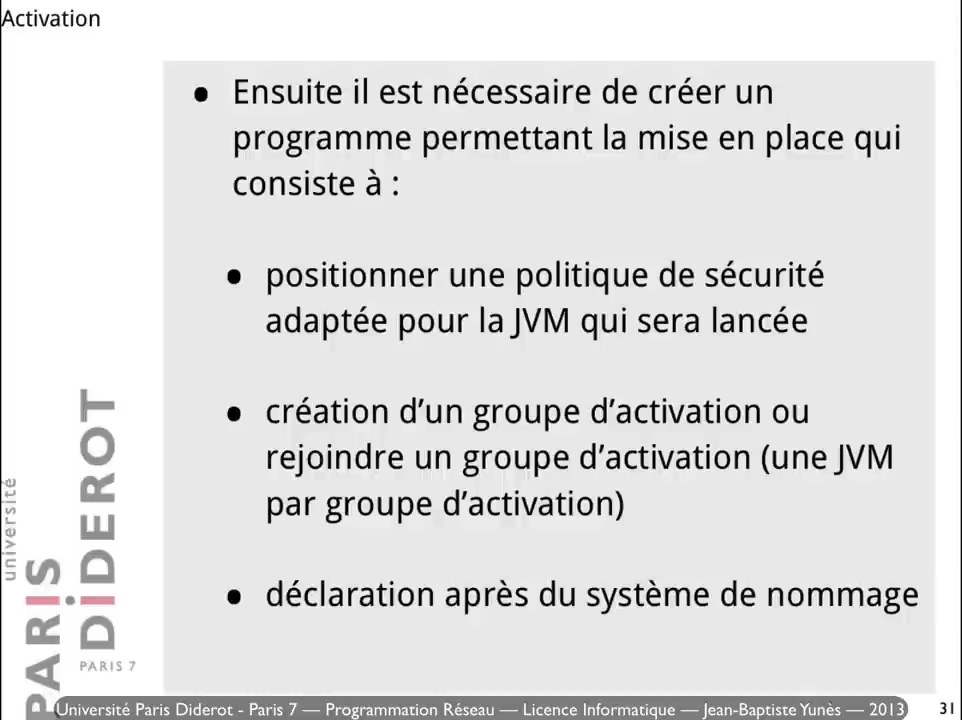 Activation
• Ensuite il est nécessaire de créer un
programme permettant la mise en place qui
consiste à :
• positionner une politique de sécurité
adaptée pour la JVM qui sera lancée
• création d’un groupe d’activation ou
rejoindre un groupe d’activation (une JVM
par groupe d’activation)
• déclaration après du système de nommage
université
PARIS
DiDEROT
PARIS 7
Université Paris Diderot - Paris 7 — Programmation Réseau — Licence Informatique — Jean-Baptiste Yunès — 2013
31